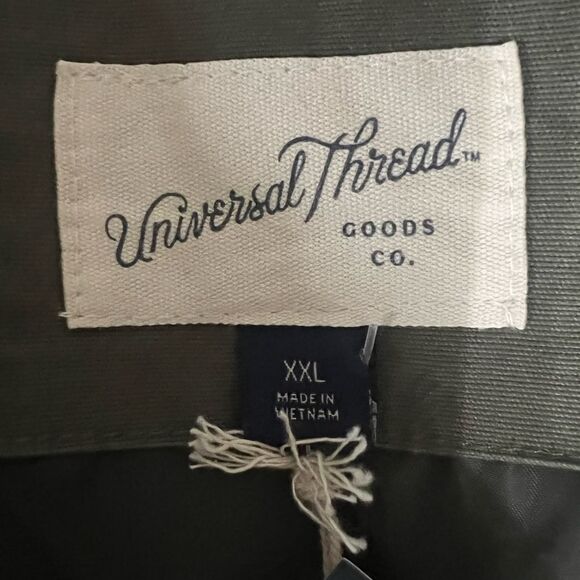 Universal Thread™
GOODS
CO.
XXL
MADE IN
VIETNAM